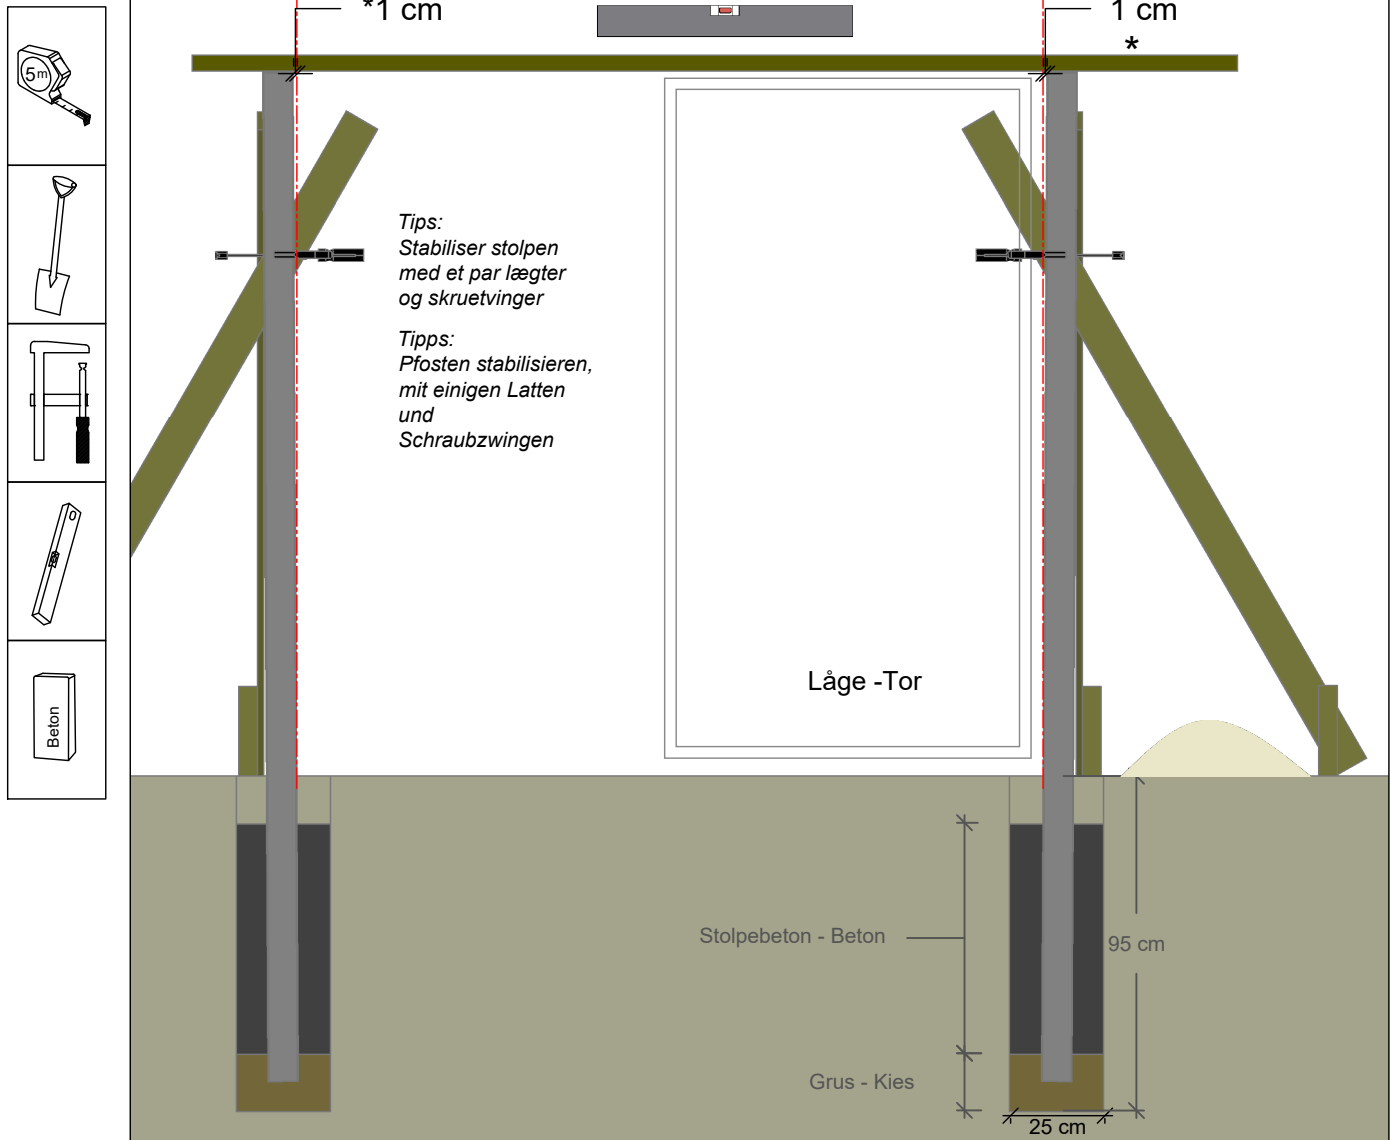 *1 cm
1 cm
*
5m
Tips:
Stabiliser stolpen
med et par lægter
og skruetvinger
Tipps:
Pfosten stabilisieren,
mit einigen Latten
und
Schraubzwingen
Låge -Tor
Beton
Stolpebeton - Beton
95 cm
Grus - Kies
25 cm